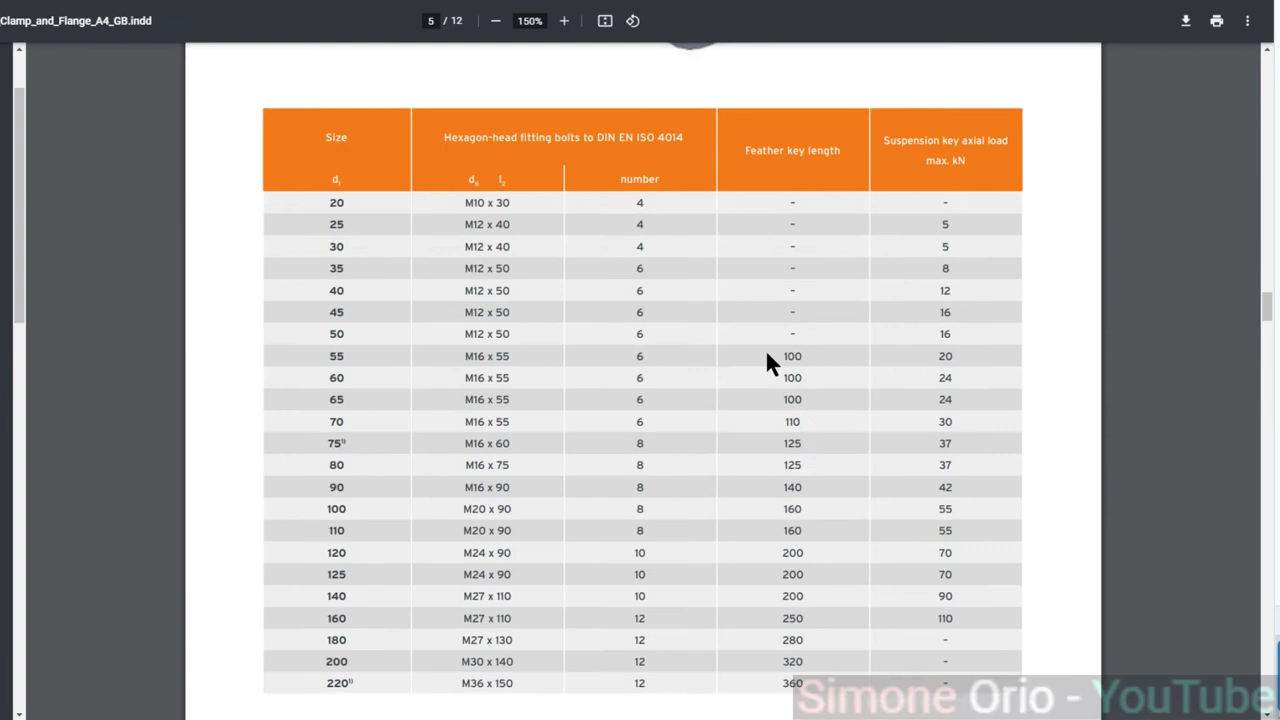 _Clamp_and_Flange_A4_GB.indd
5 / 12
150%
Size Hexagon-head fitting bolts to DIN EN ISO 4014 Feather key length Suspension key axial load max. kN
d₁ d₆ l₂ number
20 M10 x 30 4 - -
25 M12 x 40 4 - 5
30 M12 x 40 4 - 5
35 M12 x 50 6 - 8
40 M12 x 50 6 - 12
45 M12 x 50 6 - 16
50 M12 x 50 6 - 16
55 M16 x 55 6 100 20
60 M16 x 55 6 100 24
65 M16 x 55 6 100 24
70 M16 x 55 6 110 30
75¹⁾ M16 x 60 8 125 37
80 M16 x 75 8 125 37
90 M16 x 90 8 140 42
100 M20 x 90 8 160 55
110 M20 x 90 8 160 55
120 M24 x 90 10 200 70
125 M24 x 90 10 200 70
140 M27 x 110 10 200 90
160 M27 x 110 12 250 110
180 M27 x 130 12 280 -
200 M30 x 140 12 320 -
220¹⁾ M36 x 150 12 360 -
Simone Orio - YouTube